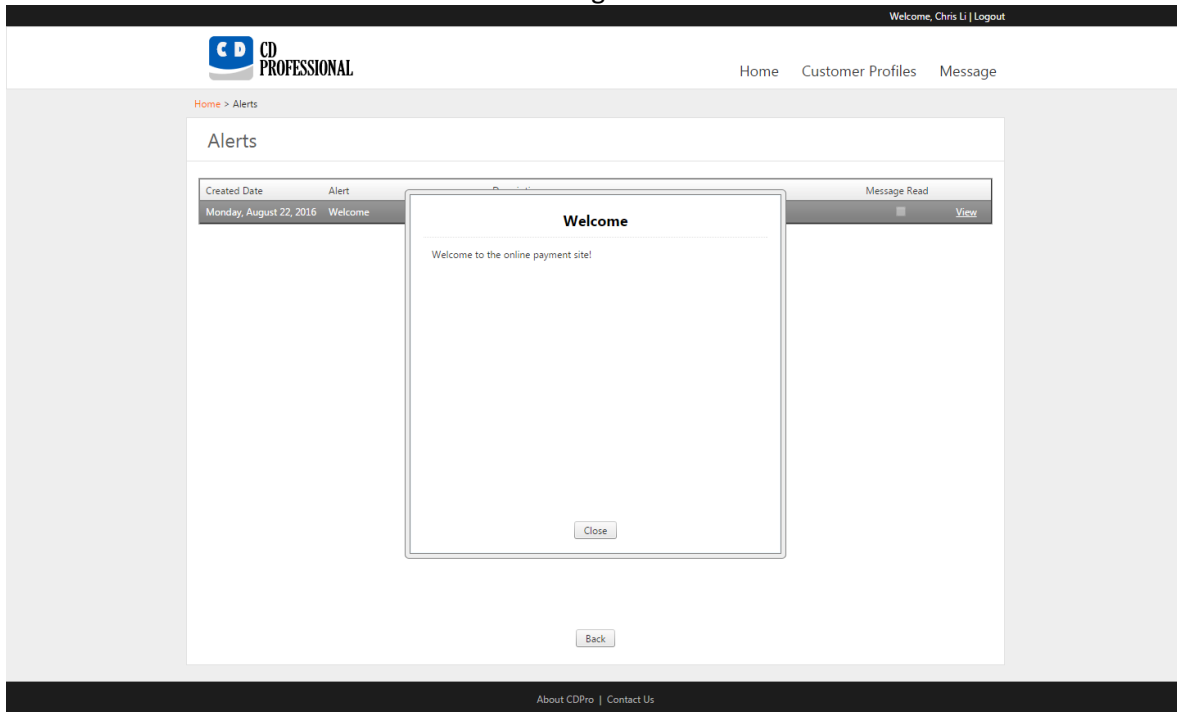 Welcome, Chris Li | Logout
C D
CD
PROFESSIONAL
Home Customer Profiles Message
Home > Alerts
Alerts
Created Date Alert Message Read
Monday, August 22, 2016 Welcome View
Welcome
Welcome to the online payment site!
Close
Back
About CDPro | Contact Us